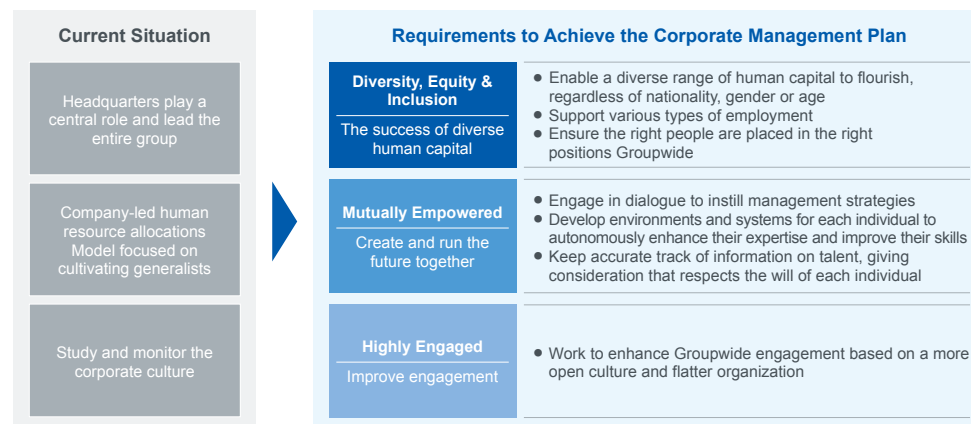 Current Situation
Headquarters play a
central role and lead the
entire group
Company-led human
resource allocations
Model focused on
cultivating generalists
Study and monitor the
corporate culture
Requirements to Achieve the Corporate Management Plan
Diversity, Equity &
Inclusion
The success of diverse
human capital
● Enable a diverse range of human capital to flourish,
regardless of nationality, gender or age
● Support various types of employment
● Ensure the right people are placed in the right
positions Groupwide
Mutually Empowered
Create and run the
future together
● Engage in dialogue to instill management strategies
● Develop environments and systems for each individual to
autonomously enhance their expertise and improve their skills
● Keep accurate track of information on talent, giving
consideration that respects the will of each individual
Highly Engaged
Improve engagement
● Work to enhance Groupwide engagement based on a more
open culture and flatter organization